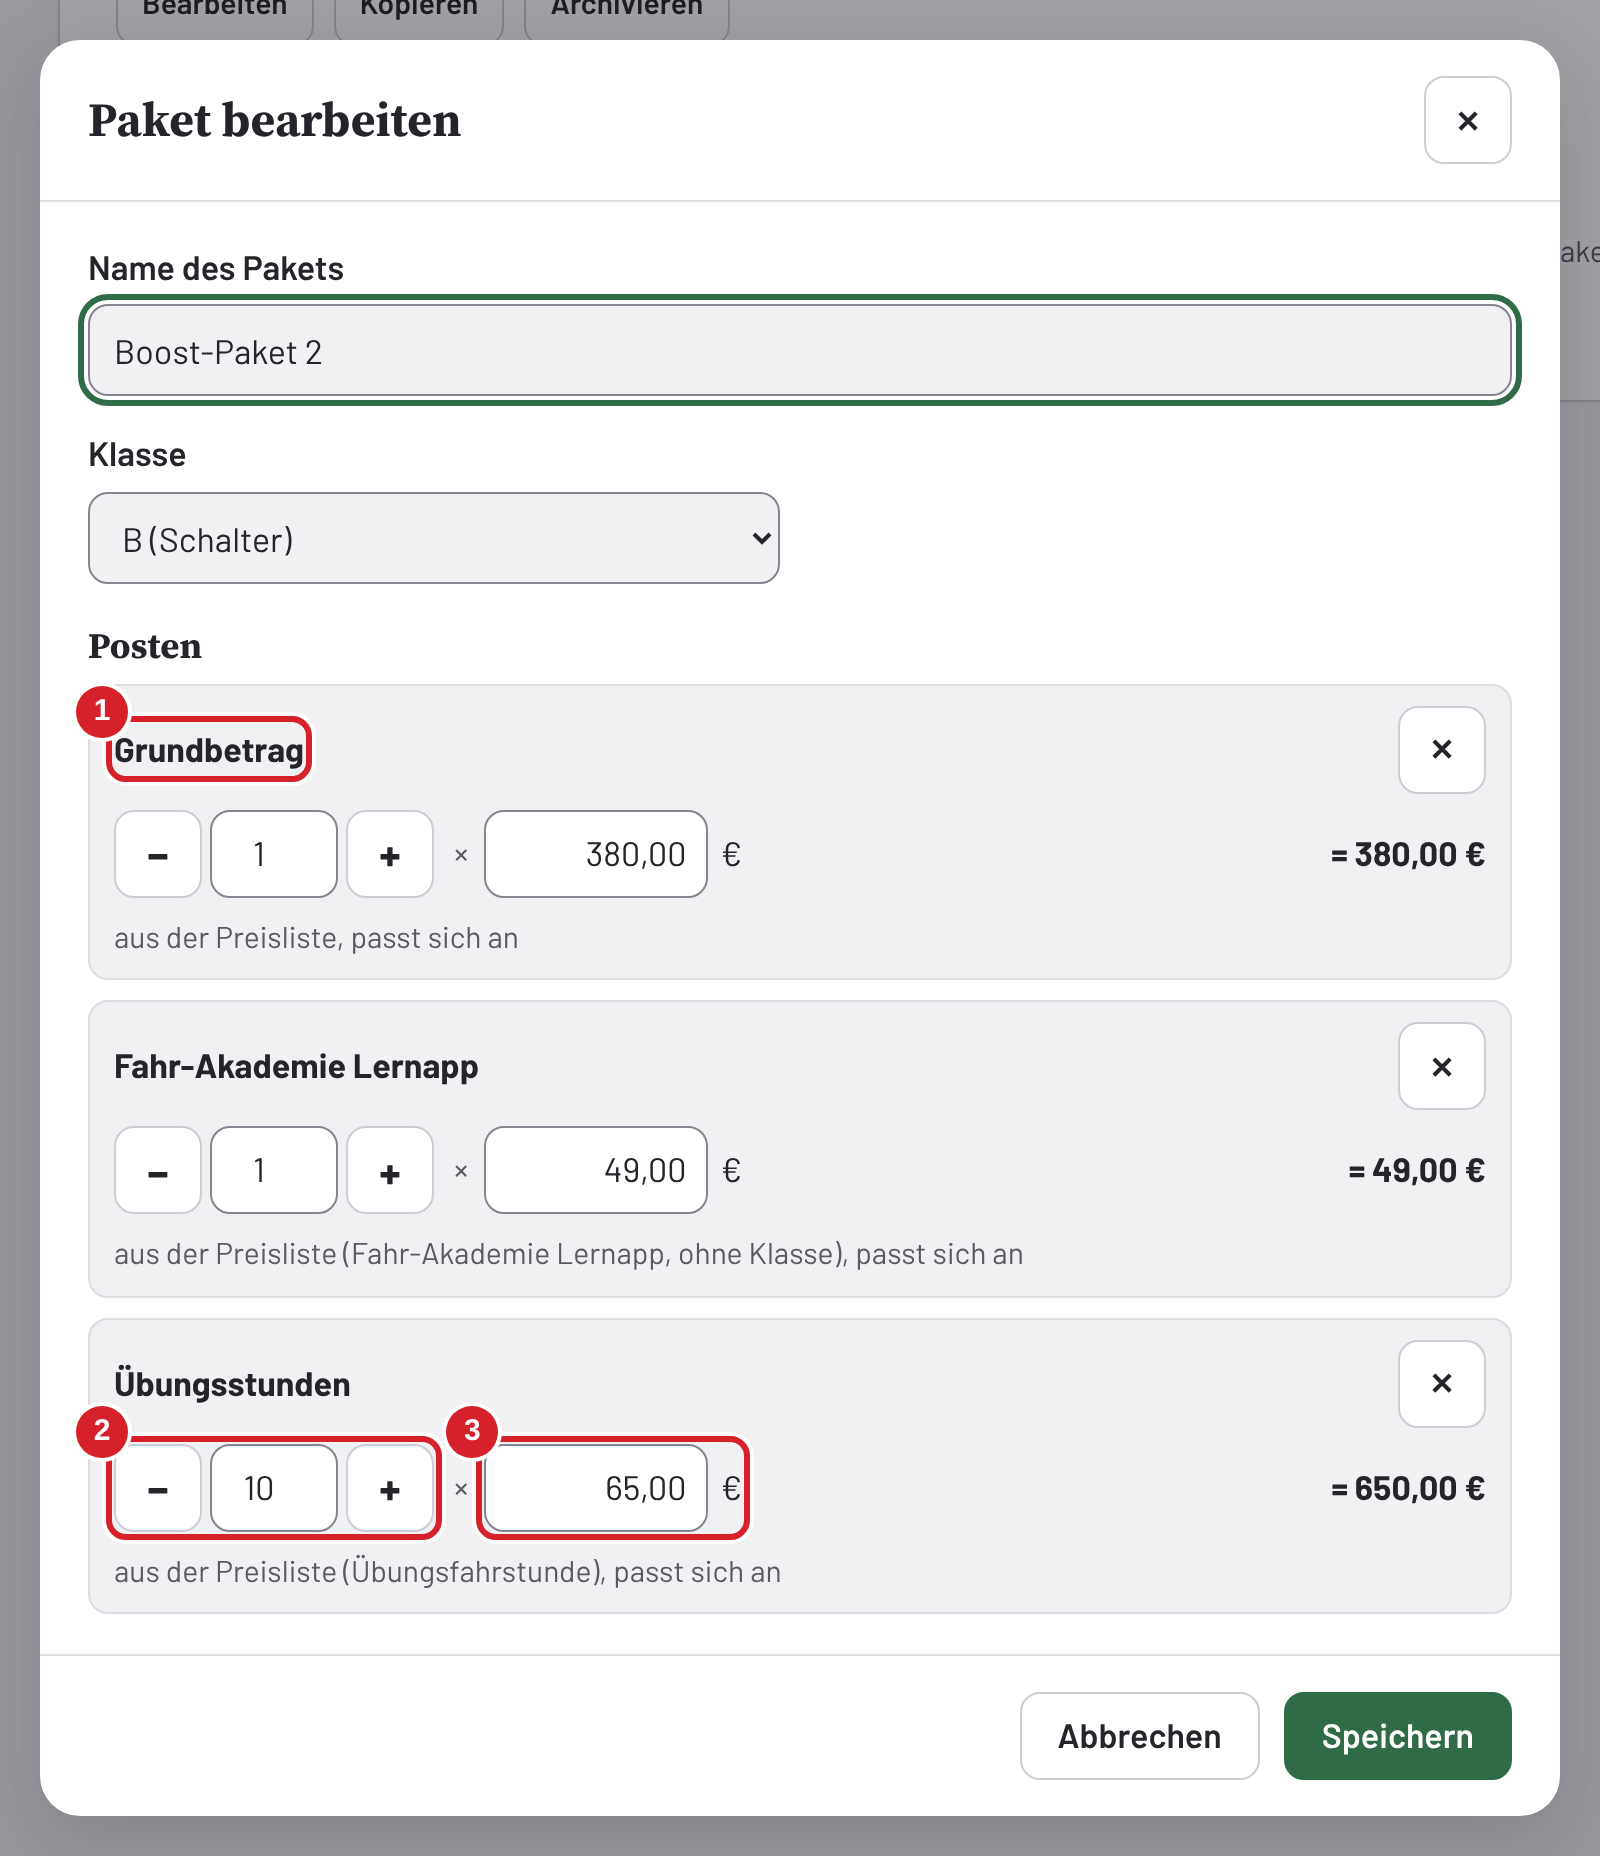 Bearbeiten Kopieren Archivieren
Paket bearbeiten ×
Name des Pakets
Boost-Paket 2
Klasse
B (Schalter)
Posten
1
Grundbetrag ×
− 1 + × 380,00 € = 380,00 €
aus der Preisliste, passt sich an
Fahr-Akademie Lernapp ×
− 1 + × 49,00 € = 49,00 €
aus der Preisliste (Fahr-Akademie Lernapp, ohne Klasse), passt sich an
Übungsstunden ×
2 3
− 10 + × 65,00 € = 650,00 €
aus der Preisliste (Übungsfahrstunde), passt sich an
Abbrechen Speichern